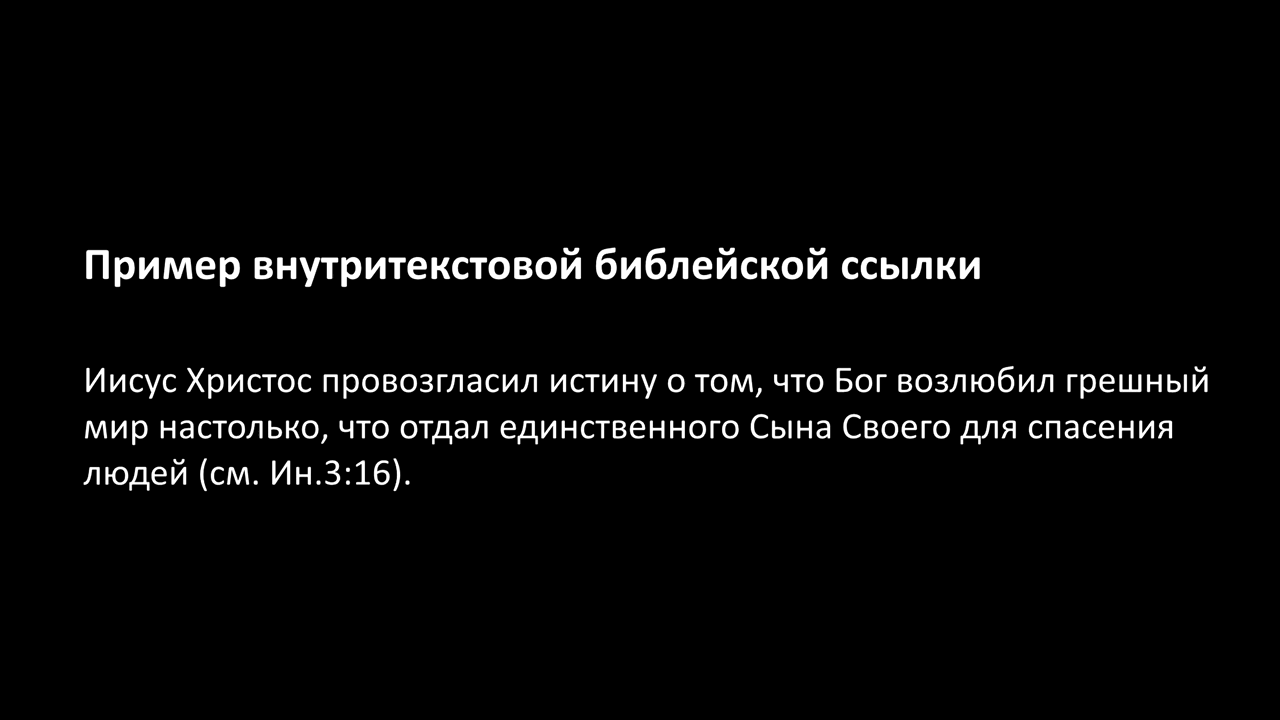 Пример внутритекстовой библейской ссылки
Иисус Христос провозгласил истину о том, что Бог возлюбил грешный
мир настолько, что отдал единственного Сына Своего для спасения
людей (см. Ин.3:16).